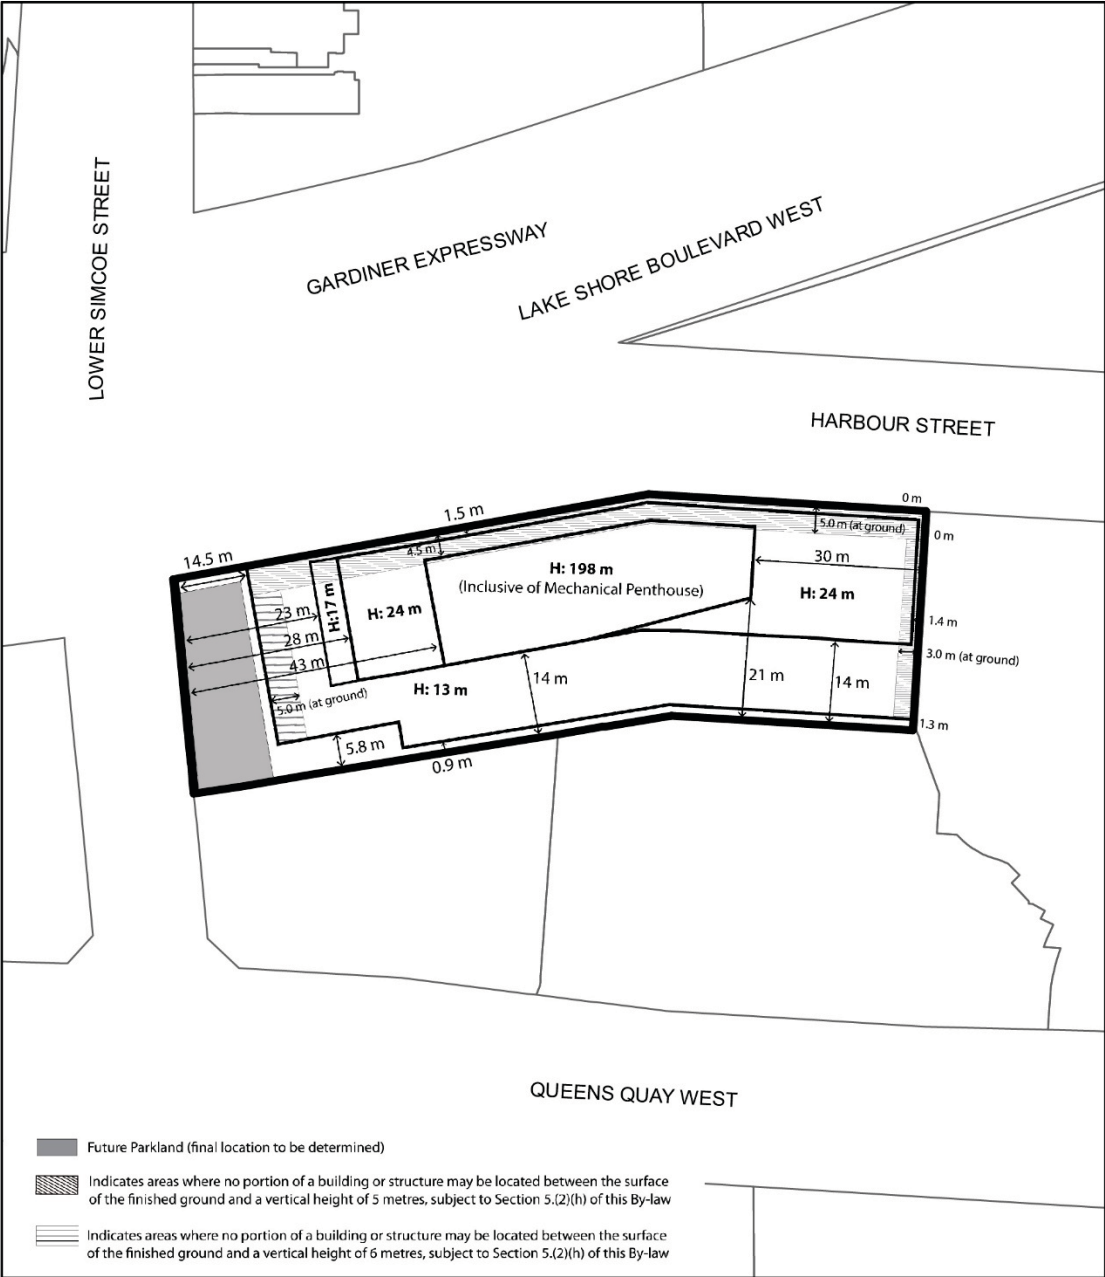 LOWER SIMCOE STREET
GARDINER EXPRESSWAY
LAKE SHORE BOULEVARD WEST
HARBOUR STREET
0 m
1.5 m
5.0 m (at ground)
0 m
4.5 m
14.5 m
30 m
H: 198 m
(Inclusive of Mechanical Penthouse)
H: 24 m
H:17 m
H: 24 m
23 m
28 m
43 m
1.4 m
3.0 m (at ground)
H: 13 m
14 m
21 m
14 m
5.0 m (at ground)
1.3 m
5.8 m
0.9 m
QUEENS QUAY WEST
Future Parkland (final location to be determined)
Indicates areas where no portion of a building or structure may be located between the surface
of the finished ground and a vertical height of 5 metres, subject to Section 5.(2)(h) of this By-law
Indicates areas where no portion of a building or structure may be located between the surface
of the finished ground and a vertical height of 6 metres, subject to Section 5.(2)(h) of this By-law